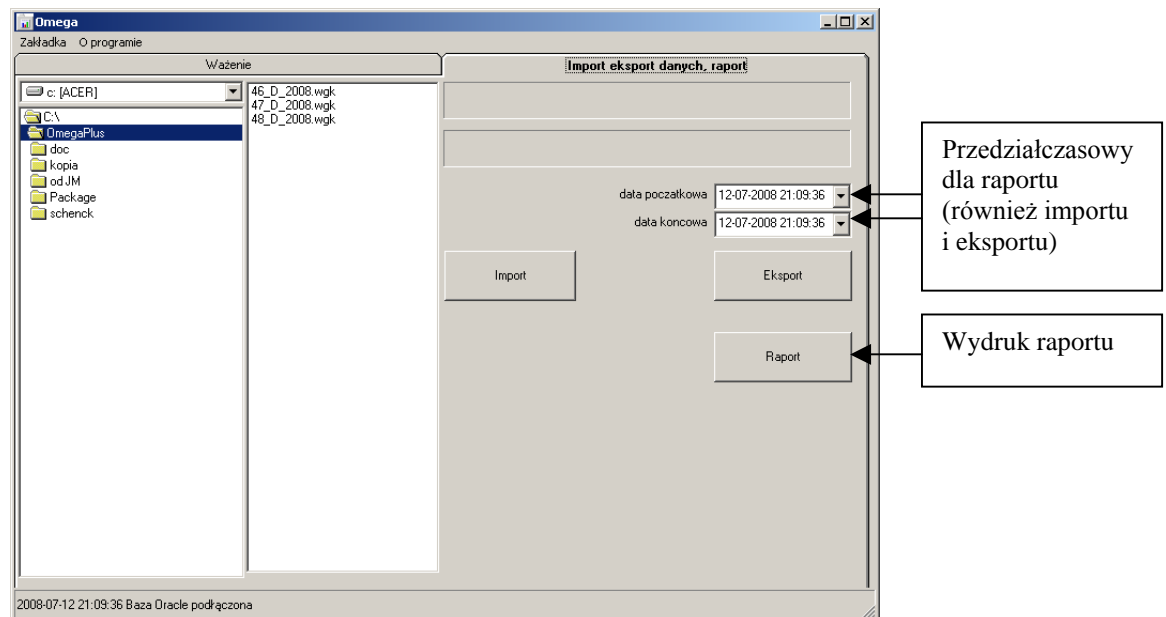 Omega
Zakładka O programie
Ważenie
Import eksport danych, raport
c: [ACER]
C:\
OmegaPlus
doc
kopia
od JM
Package
schenck
46_D_2008.wgk
47_D_2008.wgk
48_D_2008.wgk
data poczatkowa 12-07-2008 21:09:36
data koncowa 12-07-2008 21:09:36
Import
Eksport
Raport
2008-07-12 21:09:36 Baza Oracle podłączona
Przedziałczasowy
dla raportu
(również importu
i eksportu)
Wydruk raportu